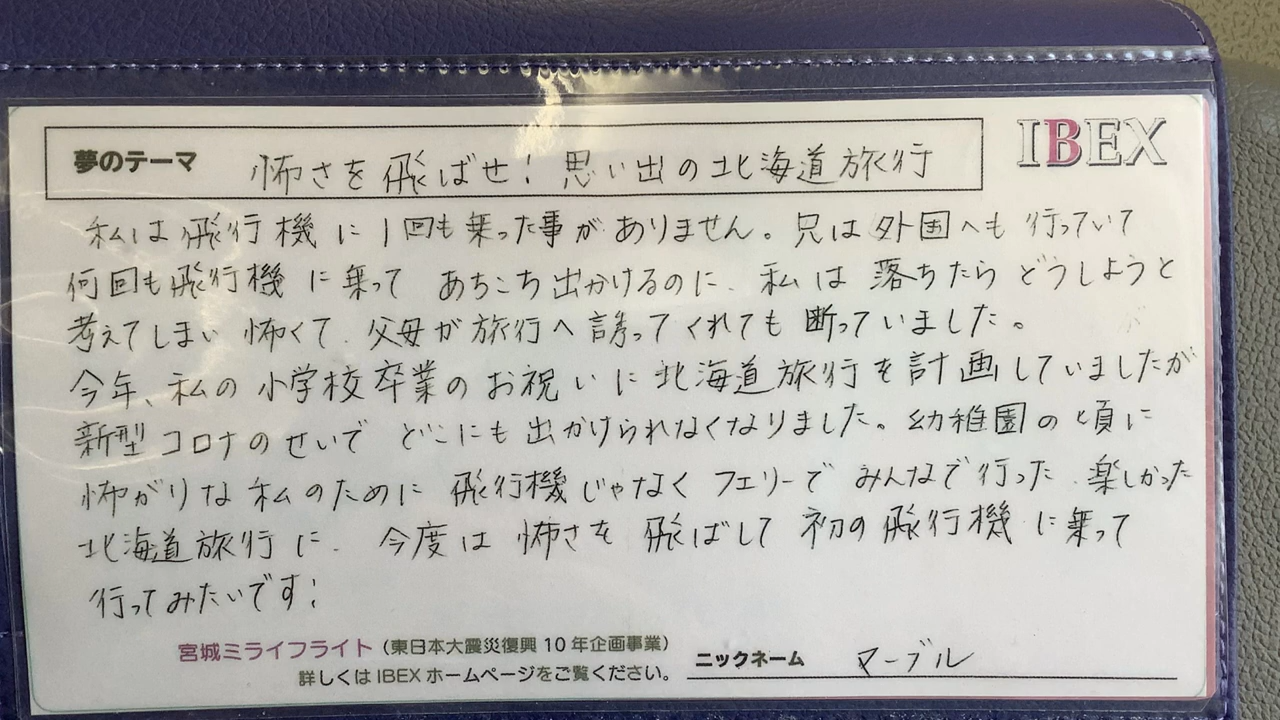 夢のテーマ 怖さを飛ばせ! 思い出の北海道旅行
IBEX
私は飛行機に1回も乗った事がありません。兄は外国へも行っていて
何回も飛行機に乗って あちこち出かけるのに、私は落ちたらどうしようと
考えてしまい怖くて、父母が旅行へ誘ってくれても断っていました。
今年、私の小学校卒業のお祝いに北海道旅行を計画していましたが
新型コロナのせいで どこにも出かけられなくなりました。幼稚園の頃に
怖がりな私のために飛行機じゃなくフェリーでみんなで行った、楽しかった
北海道旅行に、今度は怖さを飛ばして初の飛行機に乗って
行ってみたいです!
宮城ミライフライト(東日本大震災復興10年企画事業)
詳しくはIBEXホームページをご覧ください。
ニックネーム マーブル